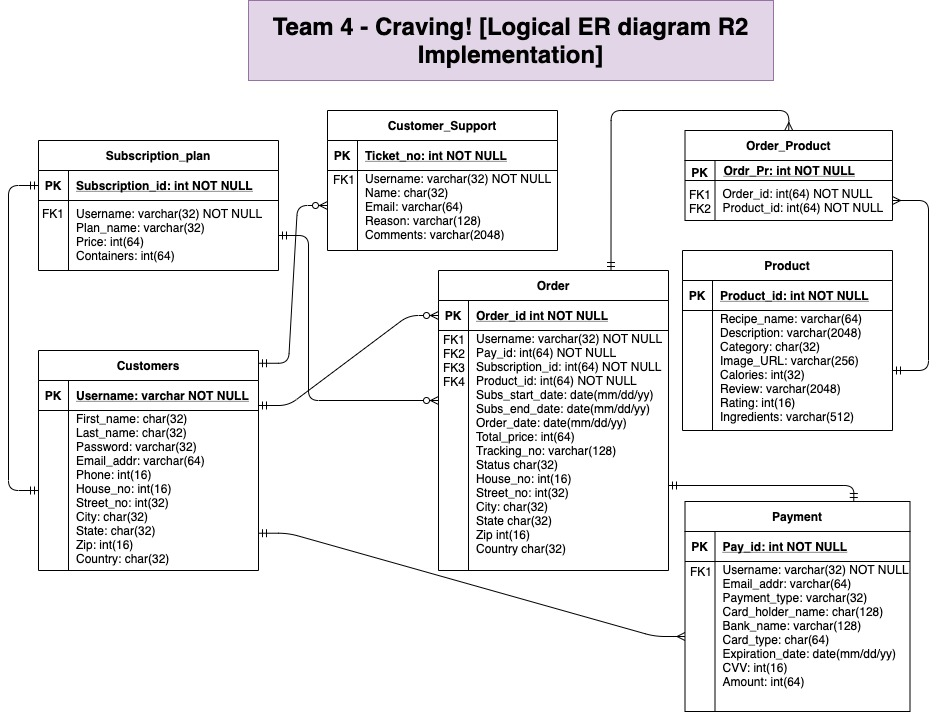 Team 4 - Craving! [Logical ER diagram R2
Implementation]
Customer_Support
PK Ticket_no: int NOT NULL
FK1 Username: varchar(32) NOT NULL
Name: char(32)
Email: varchar(64)
Reason: varchar(128)
Comments: varchar(2048)
Subscription_plan
PK Subscription_id: int NOT NULL
FK1 Username: varchar(32) NOT NULL
Plan_name: varchar(32)
Price: int(64)
Containers: int(64)
Order_Product
PK Ordr_Pr: int NOT NULL
FK1 Order_id: int(64) NOT NULL
FK2 Product_id: int(64) NOT NULL
Product
PK Product_id: int NOT NULL
Recipe_name: varchar(64)
Description: varchar(2048)
Category: char(32)
Image_URL: varchar(256)
Calories: int(32)
Review: varchar(2048)
Rating: int(16)
Ingredients: varchar(512)
Order
PK Order_id int NOT NULL
FK1 Username: varchar(32) NOT NULL
FK2 Pay_id: int(64) NOT NULL
FK3 Subscription_id: int(64) NOT NULL
FK4 Product_id: int(64) NOT NULL
Subs_start_date: date(mm/dd/yy)
Subs_end_date: date(mm/dd/yy)
Order_date: date(mm/dd/yy)
Total_price: int(64)
Tracking_no: varchar(128)
Status char(32)
House_no: int(16)
Street_no: int(32)
City: char(32)
State char(32)
Zip int(16)
Country char(32)
Customers
PK Username: varchar NOT NULL
First_name: char(32)
Last_name: char(32)
Password: varchar(32)
Email_addr: varchar(64)
Phone: int(16)
House_no: int(16)
Street_no: int(32)
City: char(32)
State: char(32)
Zip: int(16)
Country: char(32)
Payment
PK Pay_id: int NOT NULL
FK1 Username: varchar(32) NOT NULL
Email_addr: varchar(64)
Payment_type: varchar(32)
Card_holder_name: char(128)
Bank_name: varchar(128)
Card_type: char(64)
Expiration_date: date(mm/dd/yy)
CVV: int(16)
Amount: int(64)